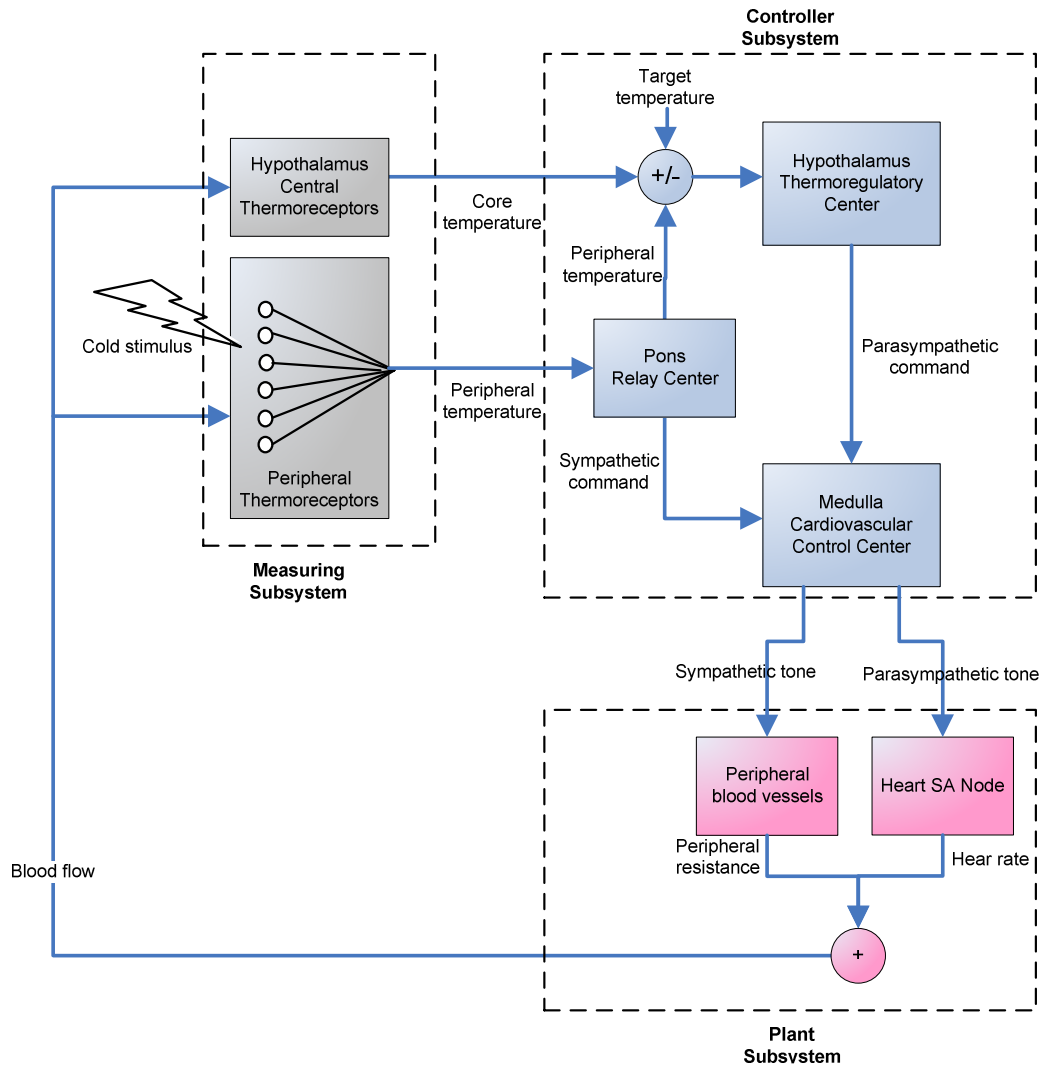 Controller
Subsystem
Target
temperature
Hypothalamus
Central
Thermoreceptors
+/-
Hypothalamus
Thermoregulatory
Center
Core
temperature
Peripheral
temperature
Cold stimulus
Pons
Relay Center
Parasympathetic
command
Peripheral
temperature
Sympathetic
command
Peripheral
Thermoreceptors
Medulla
Cardiovascular
Control Center
Measuring
Subsystem
Sympathetic tone
Parasympathetic tone
Peripheral
blood vessels
Heart SA Node
Peripheral
resistance
Hear rate
Blood flow
+
Plant
Subsystem